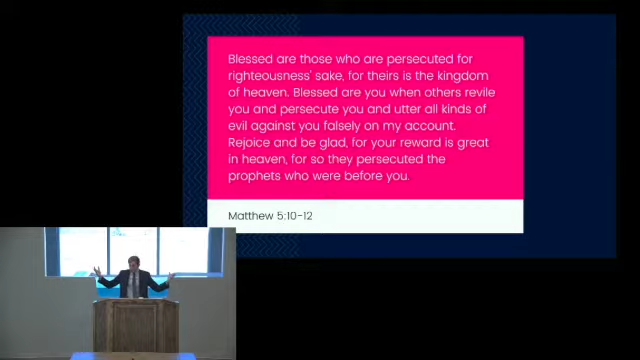 Blessed are those who are persecuted for
righteousness' sake, for theirs is the kingdom
of heaven. Blessed are you when others revile
you and persecute you and utter all kinds of
evil against you falsely on my account.
Rejoice and be glad, for your reward is great
in heaven, for so they persecuted the
prophets who were before you.
Matthew 5:10-12